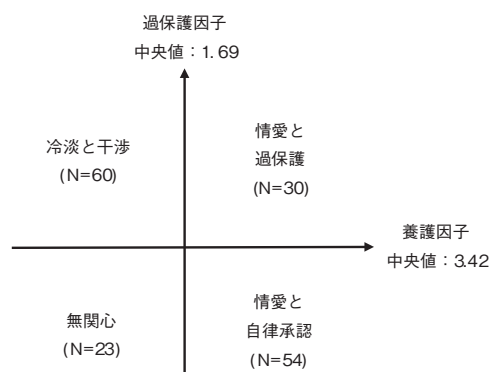 過保護因子
中央値：1.69
冷淡と干渉
(N=60)
情愛と
過保護
(N=30)
養護因子
中央値：3.42
無関心
(N=23)
情愛と
自律承認
(N=54)